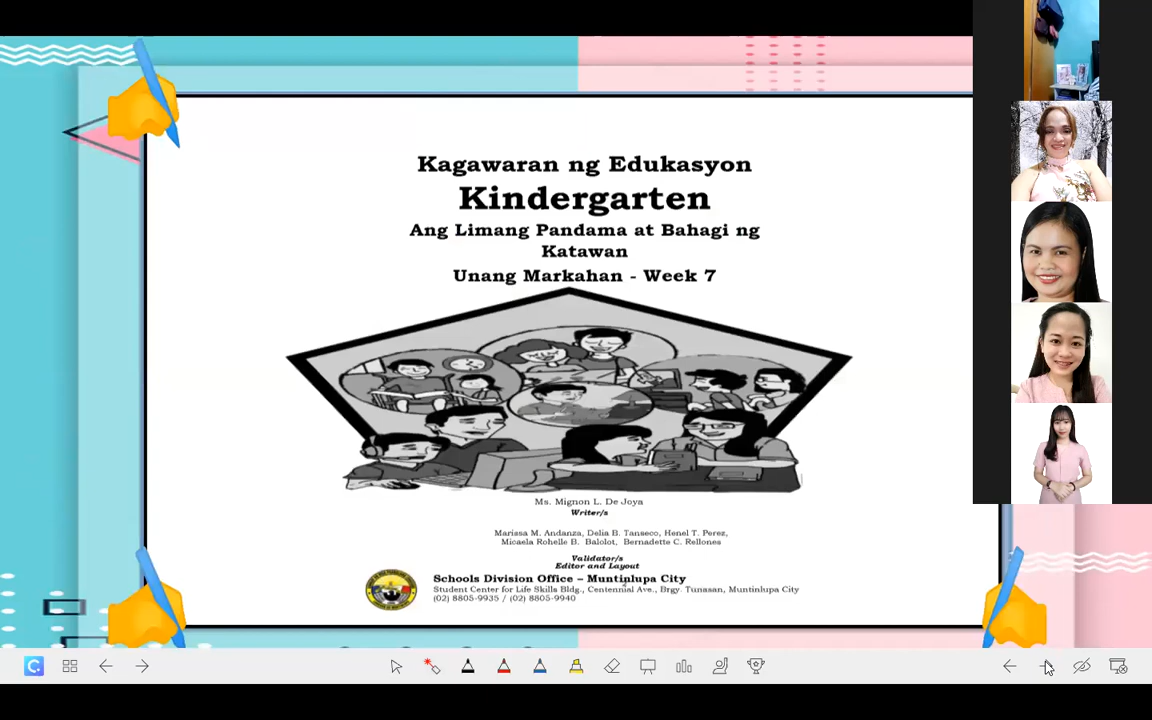 Kagawaran ng Edukasyon
Kindergarten
Ang Limang Pandama at Bahagi ng
Katawan
Unang Markahan - Week 7
Ms. Mignon L. De Joya
Writer/s
Marissa M. Andanza, Delia B. Tanseco, Henel T. Perez,
Micaela Rohelle B. Balolot, Bernadette C. Rellones
Validator/s
Editor and Layout
Schools Division Office – Muntinlupa City
Student Center for Life Skills Bldg., Centennial Ave., Brgy. Tunasan, Muntinlupa City
(02) 8805-9935 / (02) 8805-9940